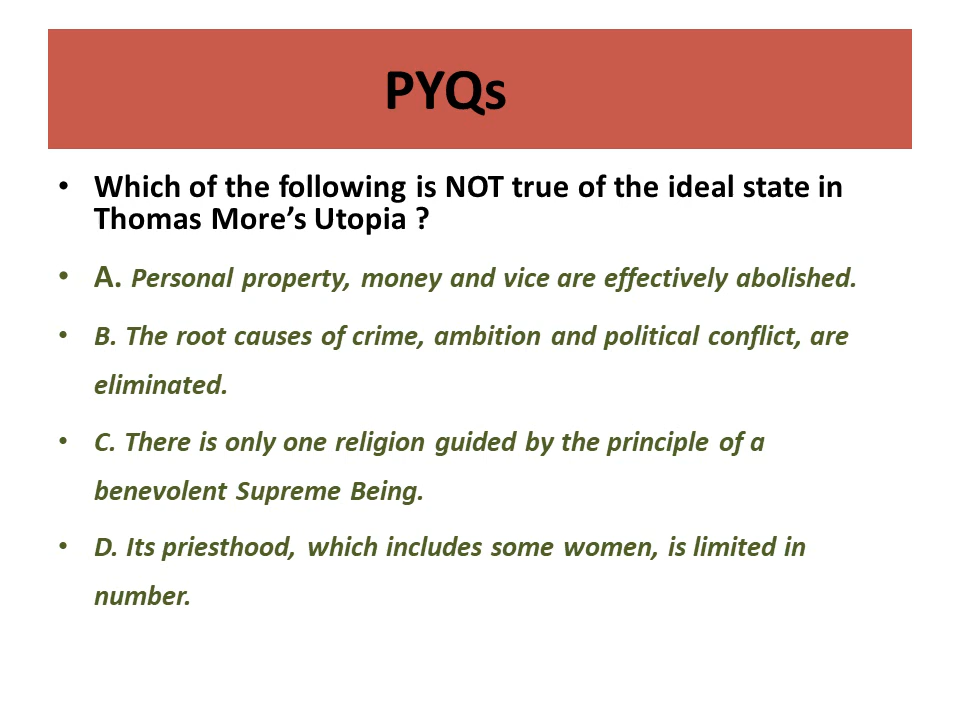 PYQs
• Which of the following is NOT true of the ideal state in
Thomas More’s Utopia ?
• A. Personal property, money and vice are effectively abolished.
• B. The root causes of crime, ambition and political conflict, are
eliminated.
• C. There is only one religion guided by the principle of a
benevolent Supreme Being.
• D. Its priesthood, which includes some women, is limited in
number.